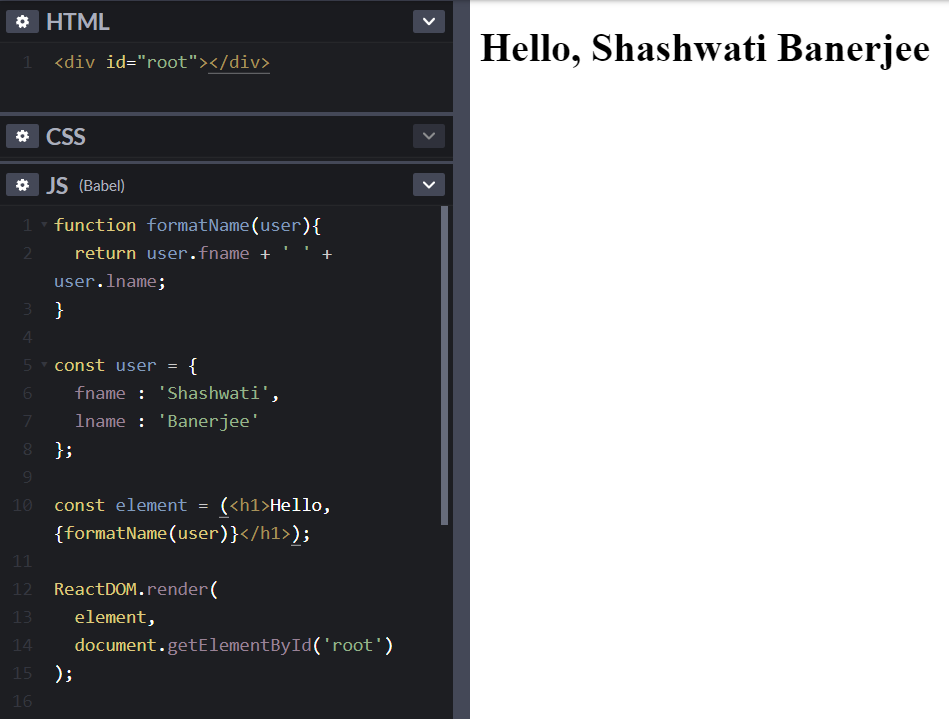 HTML
1 <div id="root"></div>
CSS
JS (Babel)
1 function formatName(user){
2   return user.fname + ' ' +
user.lname;
3 }
4
5 const user = {
6   fname : 'Shashwati',
7   lname : 'Banerjee'
8 };
9
10 const element = (<h1>Hello,
{formatName(user)}</h1>);
11
12 ReactDOM.render(
13   element,
14   document.getElementById('root')
15 );
16
Hello, Shashwati Banerjee